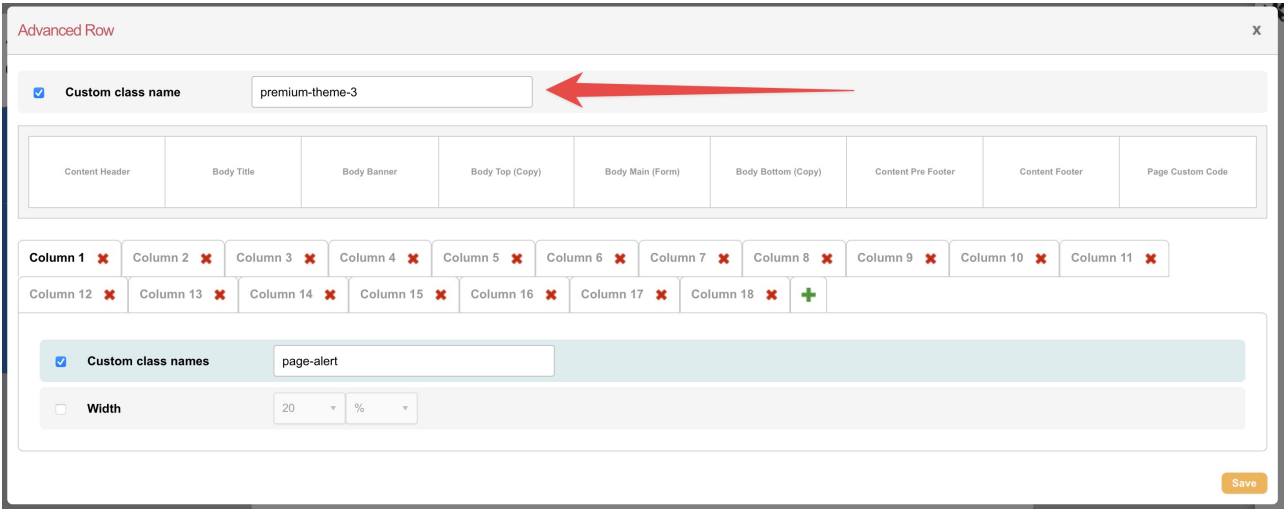 Advanced Row
x
Custom class name premium-theme-3
Content Header Body Title Body Banner Body Top (Copy) Body Main (Form) Body Bottom (Copy) Content Pre Footer Content Footer Page Custom Code
Column 1 Column 2 Column 3 Column 4 Column 5 Column 6 Column 7 Column 8 Column 9 Column 10 Column 11
Column 12 Column 13 Column 14 Column 15 Column 16 Column 17 Column 18
Custom class names page-alert
Width 20 %
Save